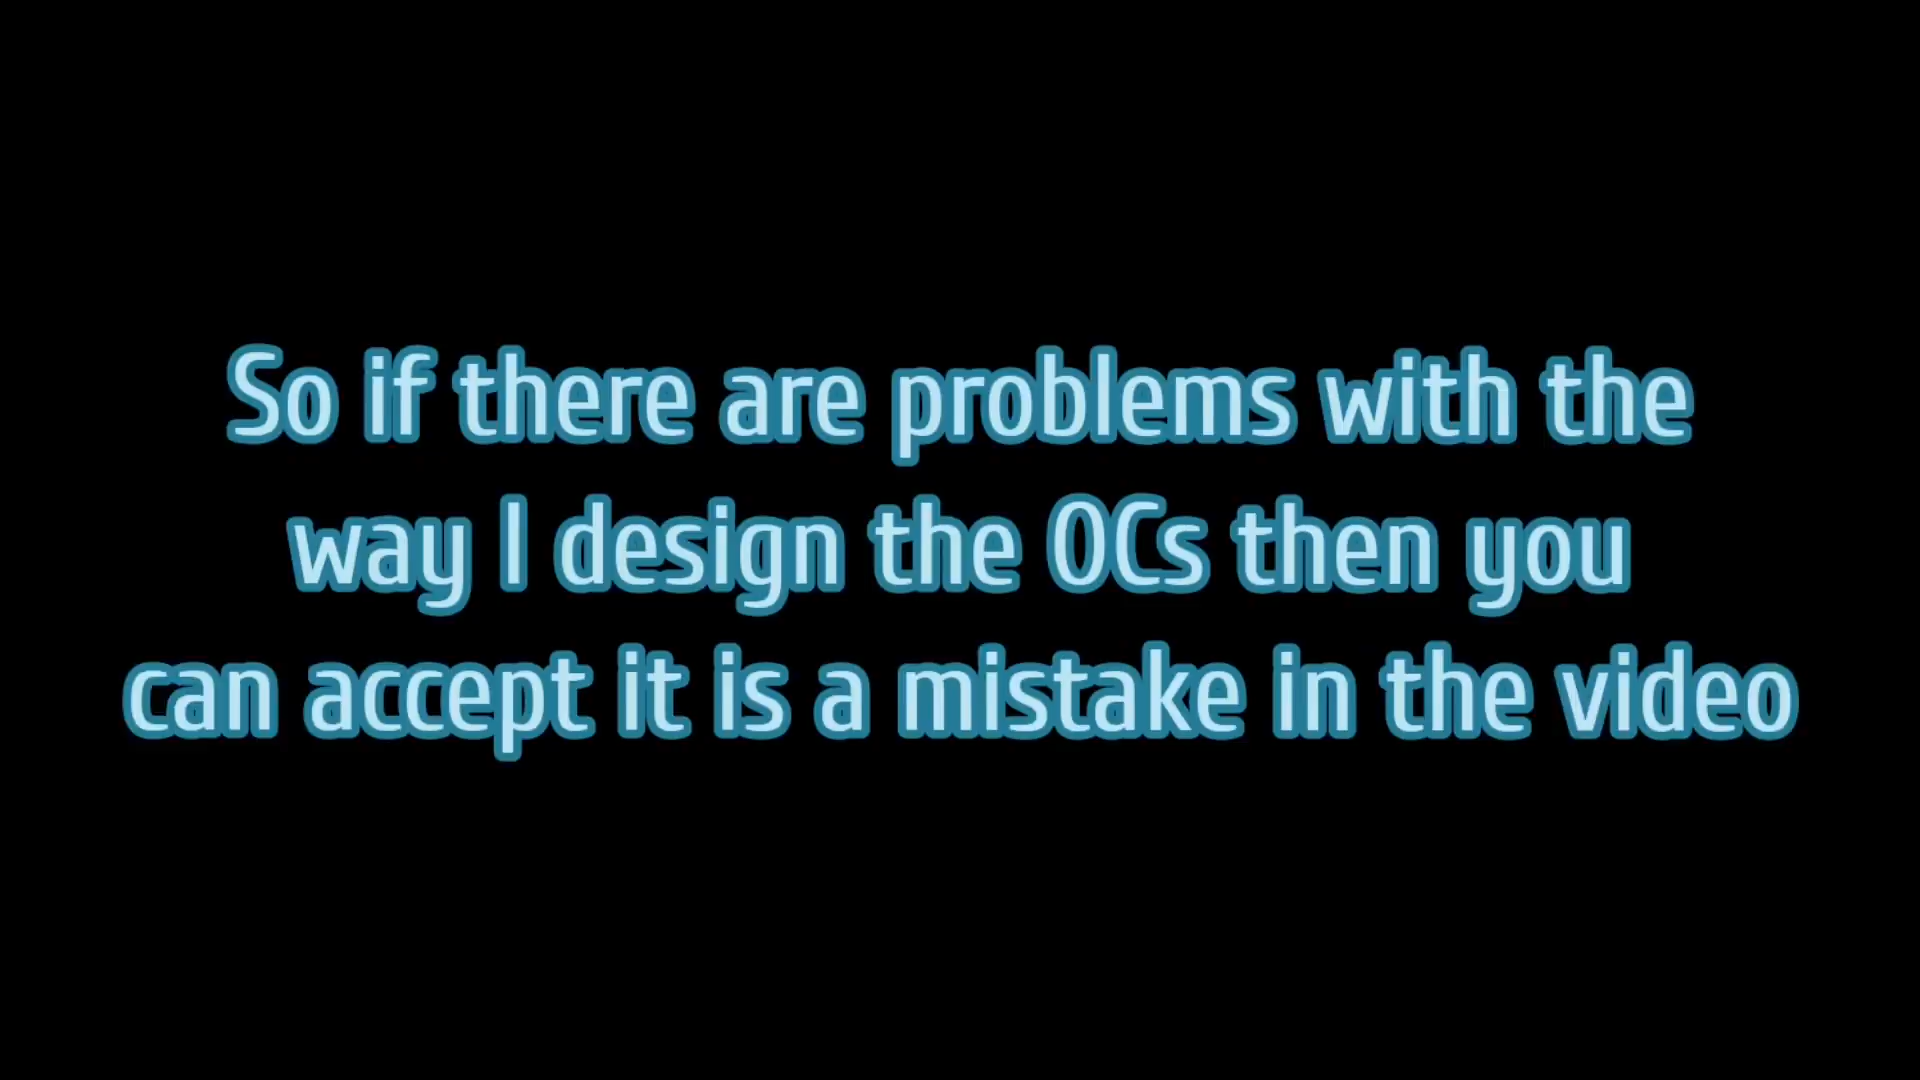 So if there are problems with the
way I design the OCs then you
can accept it is a mistake in the video